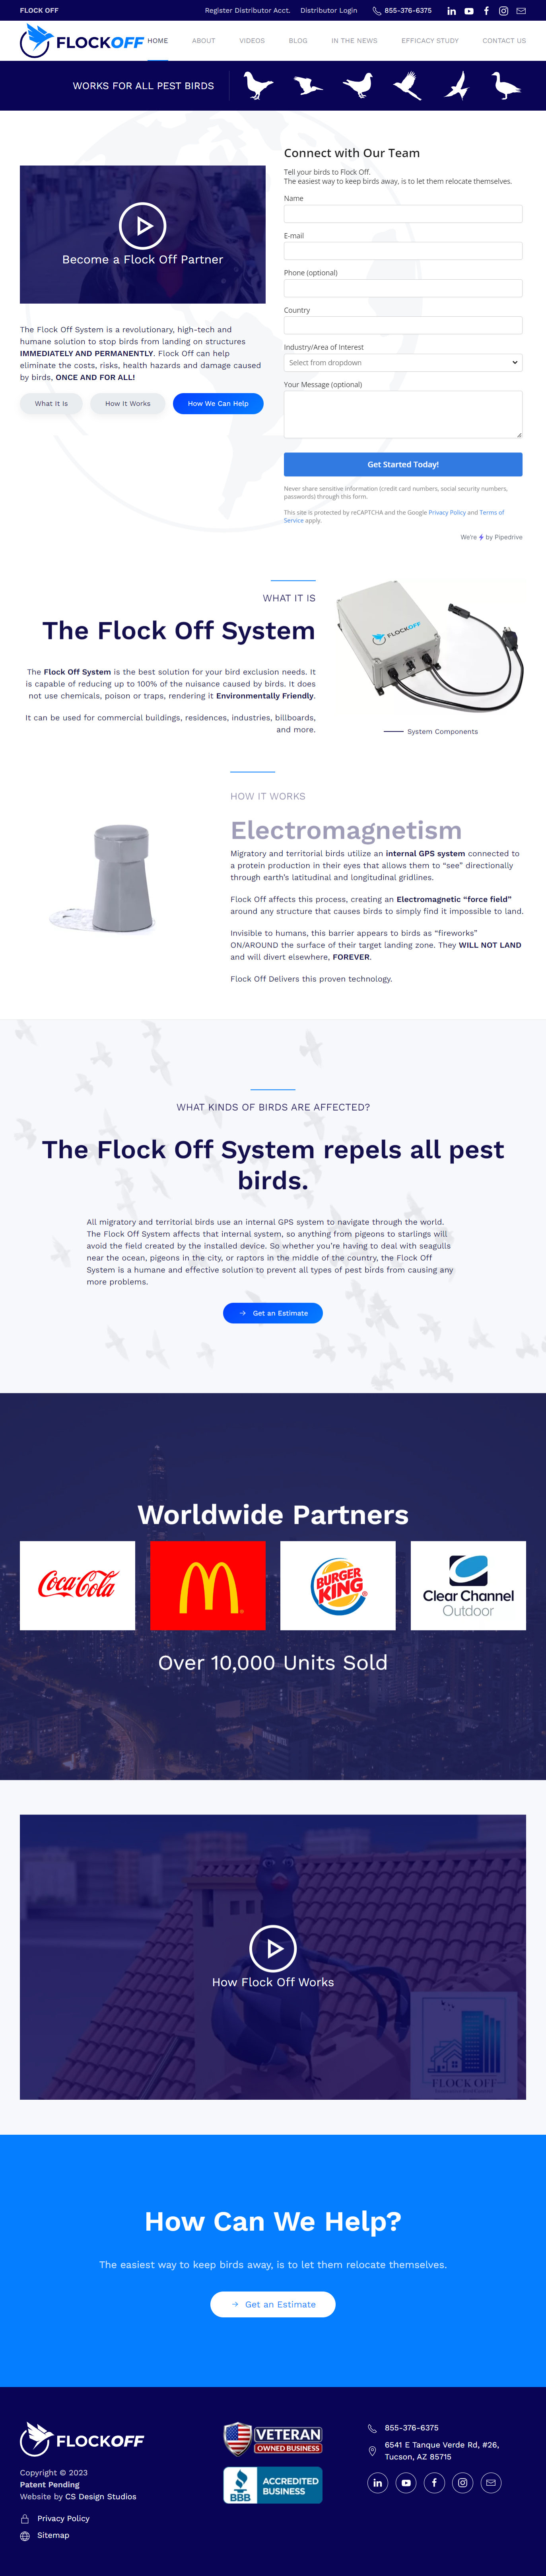 FLOCK OFF
Register Distributor Acct. Distributor Login 855-376-6375
FLOCKOFF
HOME ABOUT VIDEOS BLOG IN THE NEWS EFFICACY STUDY CONTACT US
WORKS FOR ALL PEST BIRDS
Become a Flock Off Partner
The Flock Off System is a revolutionary, high-tech and
humane solution to stop birds from landing on structures
IMMEDIATELY AND PERMANENTLY. Flock Off can help
eliminate the costs, risks, health hazards and damage caused
by birds, ONCE AND FOR ALL!
What It Is How It Works How We Can Help
Connect with Our Team
Tell your birds to Flock Off.
The easiest way to keep birds away, is to let them relocate themselves.
Name
E-mail
Phone (optional)
Country
Industry/Area of Interest
Select from dropdown
Your Message (optional)
Get Started Today!
Never share sensitive information (credit card numbers, social security numbers,
passwords) through this form.
This site is protected by reCAPTCHA and the Google Privacy Policy and Terms of
Service apply.
We're by Pipedrive
WHAT IT IS
The Flock Off System
The Flock Off System is the best solution for your bird exclusion needs. It
is capable of reducing up to 100% of the nuisance caused by birds. It does
not use chemicals, poison or traps, rendering it Environmentally Friendly.
It can be used for commercial buildings, residences, industries, billboards,
and more.
FLOCKOFF
System Components
HOW IT WORKS
Electromagnetism
Migratory and territorial birds utilize an internal GPS system connected to
a protein production in their eyes that allows them to “see” directionally
through earth’s latitudinal and longitudinal gridlines.
Flock Off affects this process, creating an Electromagnetic “force field”
around any structure that causes birds to simply find it impossible to land.
Invisible to humans, this barrier appears to birds as “fireworks”
ON/AROUND the surface of their target landing zone. They WILL NOT LAND
and will divert elsewhere, FOREVER.
Flock Off Delivers this proven technology.
WHAT KINDS OF BIRDS ARE AFFECTED?
The Flock Off System repels all pest
birds.
All migratory and territorial birds use an internal GPS system to navigate through the world.
The Flock Off System affects that internal system, so anything from pigeons to starlings will
avoid the field created by the installed device. So whether you’re having to deal with seagulls
near the ocean, pigeons in the city, or raptors in the middle of the country, the Flock Off
System is a humane and effective solution to prevent all types of pest birds from causing any
more problems.
Get an Estimate
Worldwide Partners
Coca-Cola
BURGER
KING
Clear Channel
Outdoor
Over 10,000 Units Sold
How Flock Off Works
FLOCK OFF
How Can We Help?
The easiest way to keep birds away, is to let them relocate themselves.
Get an Estimate
FLOCKOFF
Copyright © 2023
Patent Pending
Website by CS Design Studios
Privacy Policy
Sitemap
VETERAN
OWNED BUSINESS
BBB
ACCREDITED
BUSINESS
855-376-6375
6541 E Tanque Verde Rd, #26,
Tucson, AZ 85715